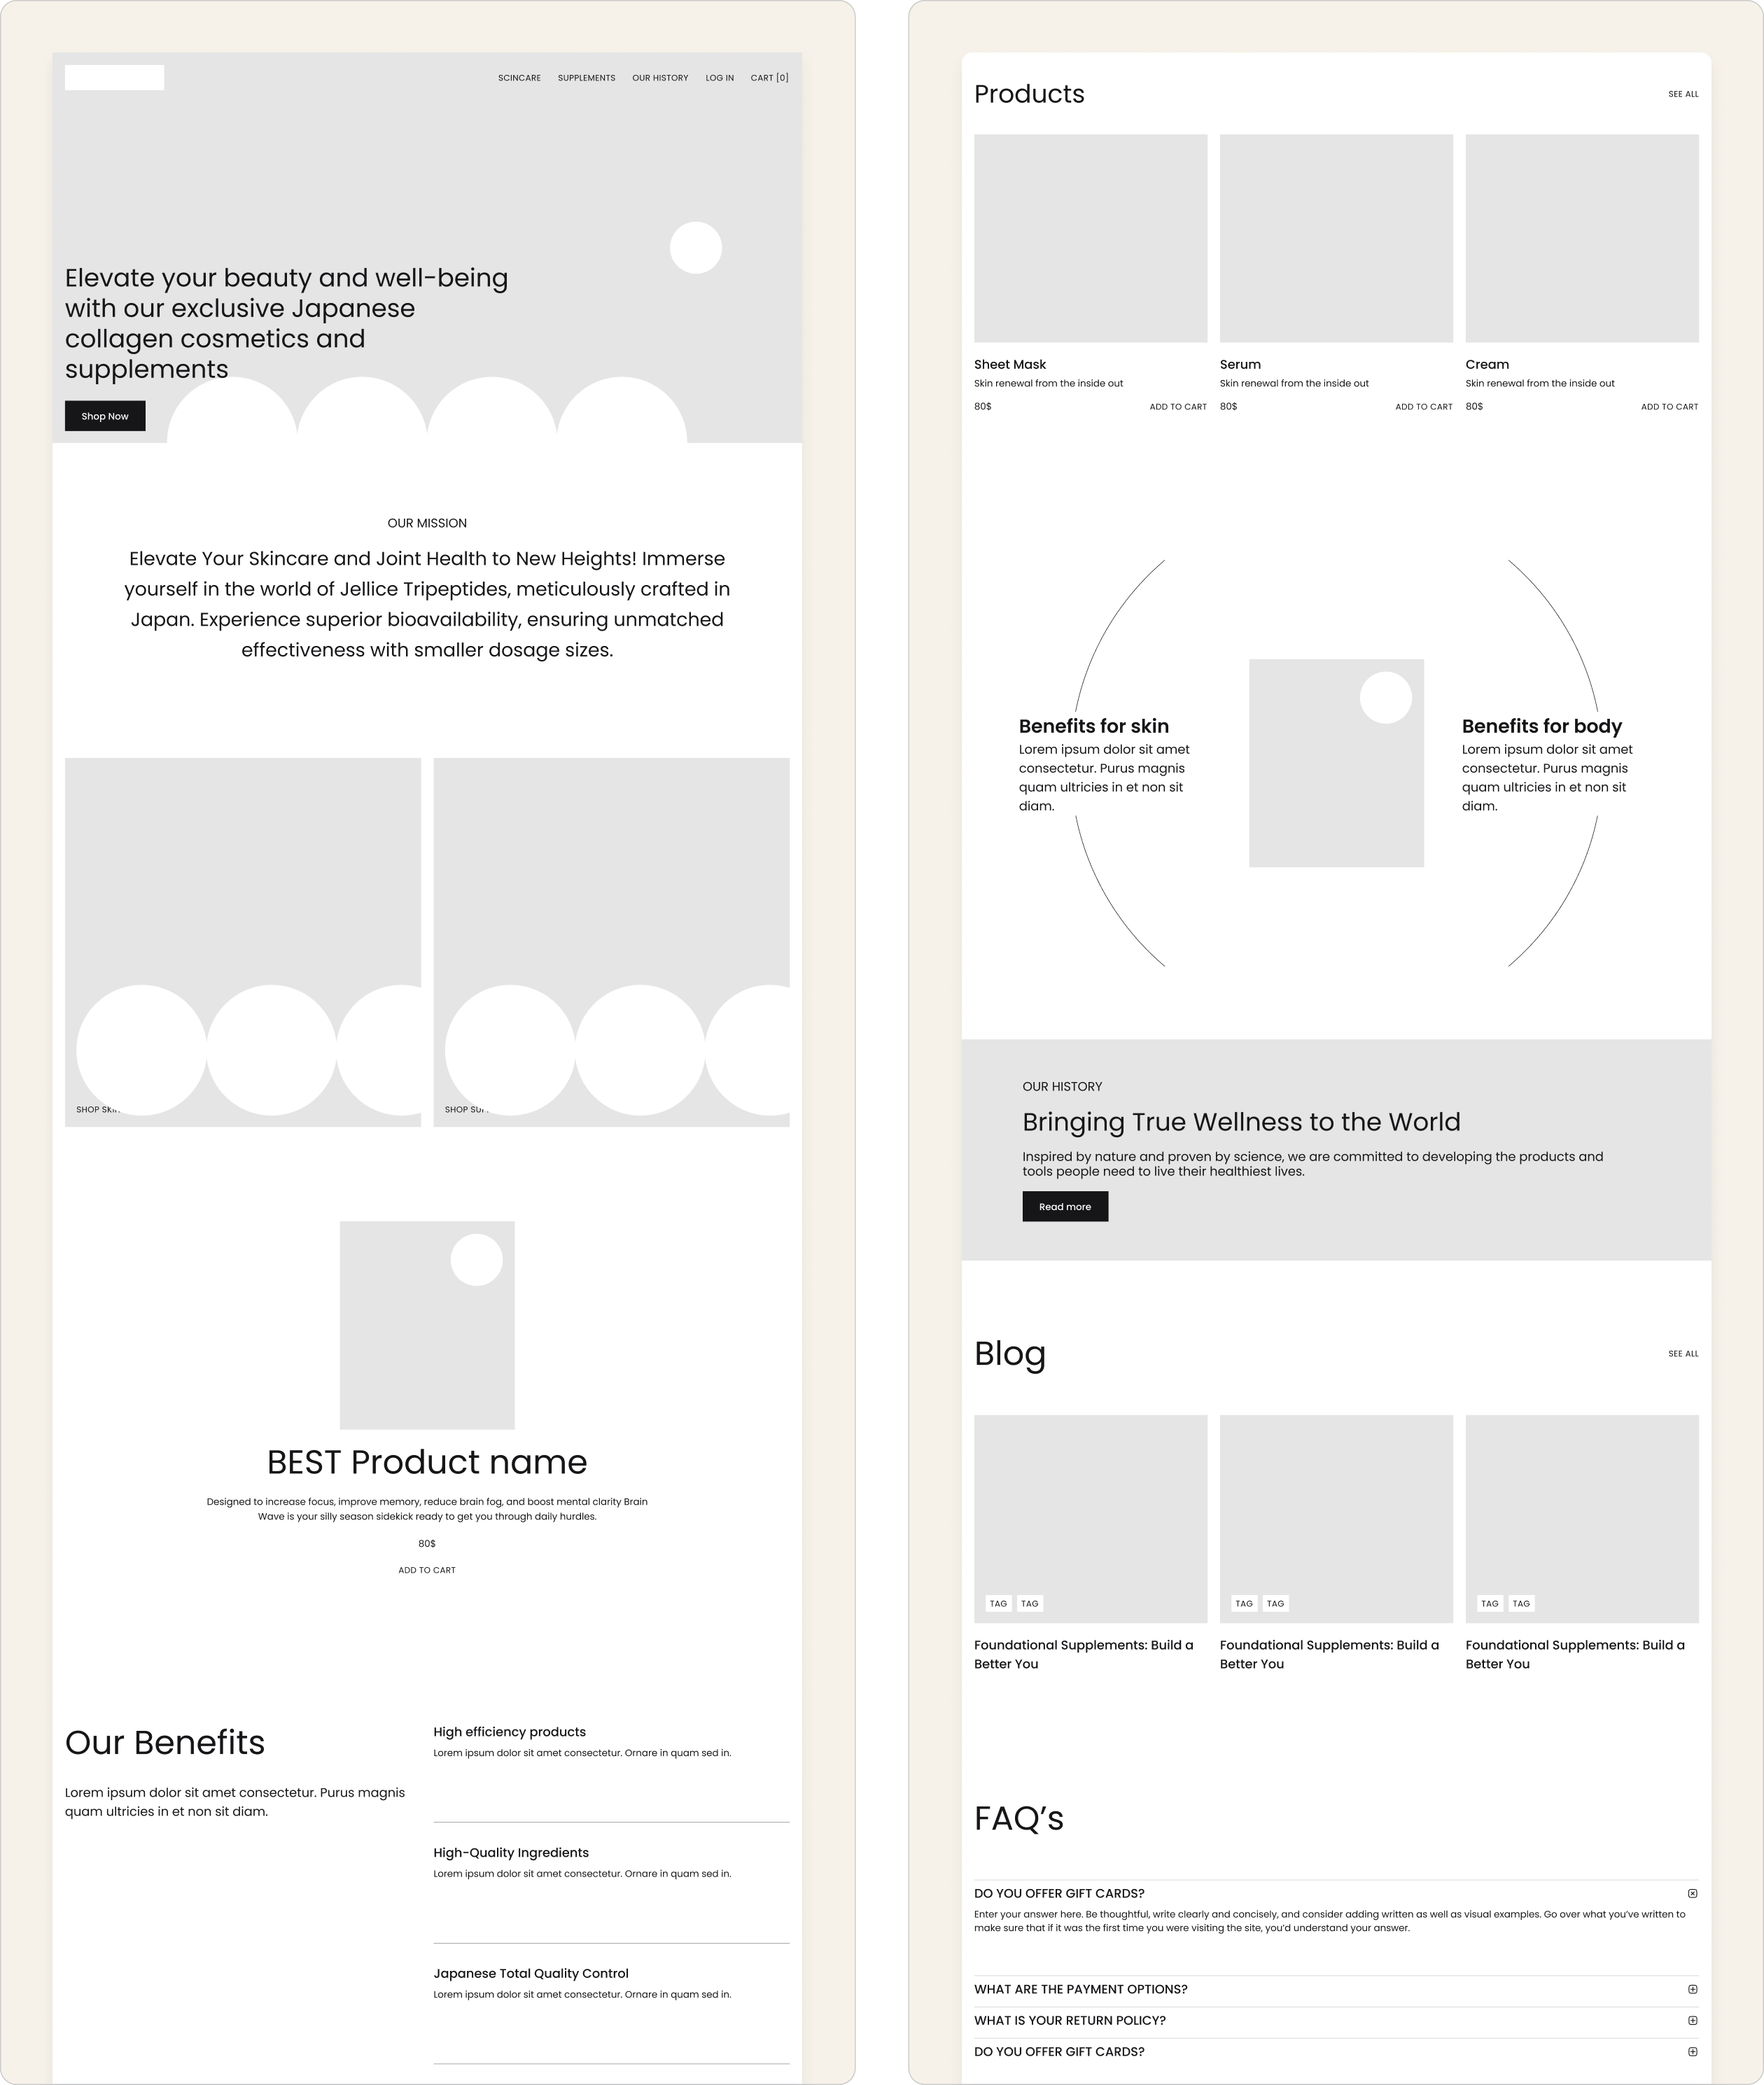 SCINCARE SUPPLEMENTS OUR HISTORY LOG IN CART [0]
Elevate your beauty and well-being
with our exclusive Japanese
collagen cosmetics and
supplements
Shop Now
OUR MISSION
Elevate Your Skincare and Joint Health to New Heights! Immerse
yourself in the world of Jellice Tripeptides, meticulously crafted in
Japan. Experience superior bioavailability, ensuring unmatched
effectiveness with smaller dosage sizes.
SHOP
SHOP
BEST Product name
Designed to increase focus, improve memory, reduce brain fog, and boost mental clarity Brain
Wave is your silly season sidekick ready to get you through daily hurdles.
80$
ADD TO CART
Our Benefits
Lorem ipsum dolor sit amet consectetur. Purus magnis
quam ultricies in et non sit diam.
High efficiency products
Lorem ipsum dolor sit amet consectetur. Ornare in quam sed in.
High-Quality Ingredients
Lorem ipsum dolor sit amet consectetur. Ornare in quam sed in.
Japanese Total Quality Control
Lorem ipsum dolor sit amet consectetur. Ornare in quam sed in.
Products
SEE ALL
Sheet Mask
Skin renewal from the inside out
80$ ADD TO CART
Serum
Skin renewal from the inside out
80$ ADD TO CART
Cream
Skin renewal from the inside out
80$ ADD TO CART
Benefits for skin
Lorem ipsum dolor sit amet
consectetur. Purus magnis
quam ultricies in et non sit
diam.
Benefits for body
Lorem ipsum dolor sit amet
consectetur. Purus magnis
quam ultricies in et non sit
diam.
OUR HISTORY
Bringing True Wellness to the World
Inspired by nature and proven by science, we are committed to developing the products and
tools people need to live their healthiest lives.
Read more
Blog
SEE ALL
TAG TAG
Foundational Supplements: Build a
Better You
TAG TAG
Foundational Supplements: Build a
Better You
TAG TAG
Foundational Supplements: Build a
Better You
FAQ’s
DO YOU OFFER GIFT CARDS?
Enter your answer here. Be thoughtful, write clearly and concisely, and consider adding written as well as visual examples. Go over what you’ve written to
make sure that if it was the first time you were visiting the site, you’d understand your answer.
WHAT ARE THE PAYMENT OPTIONS?
WHAT IS YOUR RETURN POLICY?
DO YOU OFFER GIFT CARDS?